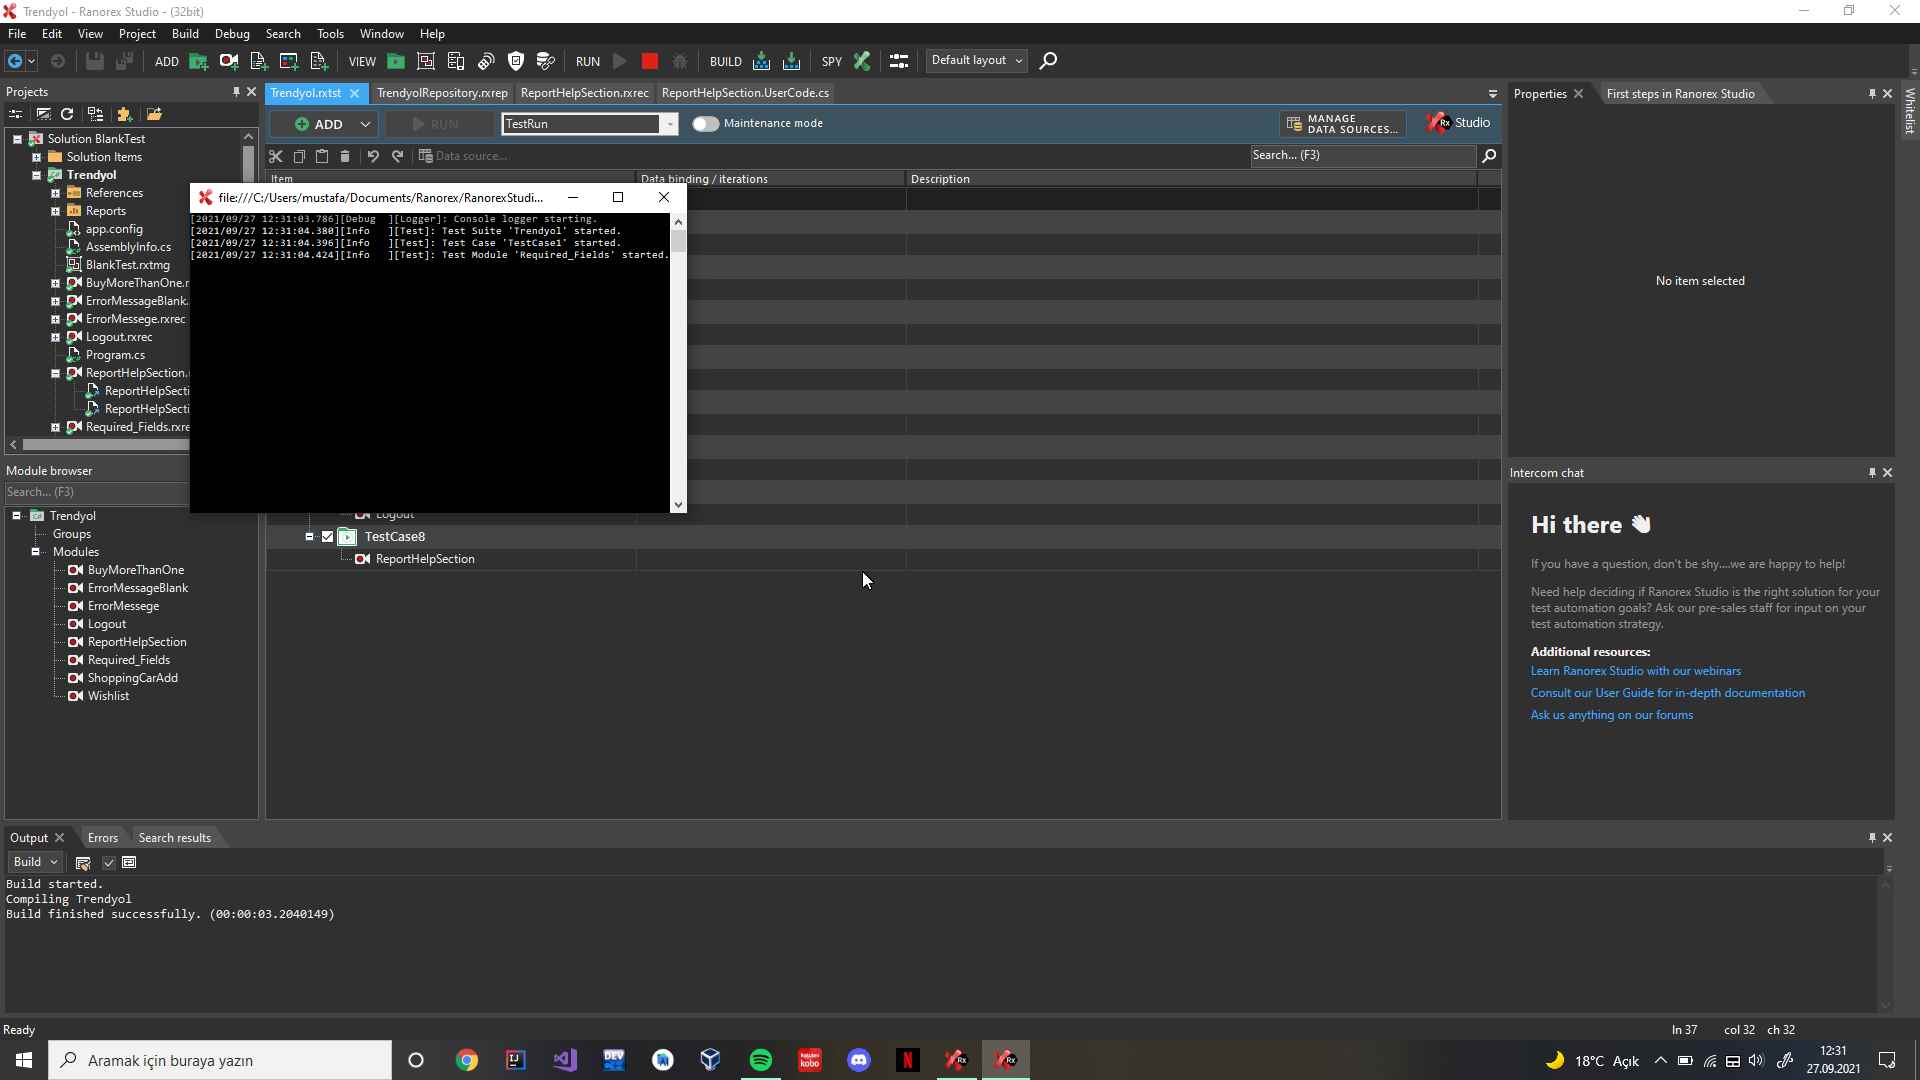 Trendyol - Ranorex Studio - (32bit)
File Edit View Project Build Debug Search Tools Window Help
ADD VIEW RUN BUILD SPY Default layout
Projects
Solution BlankTest
Solution Items
Trendyol
References
Reports
app.config
AssemblyInfo.cs
BlankTest.rxtmg
BuyMoreThanOne.r
ErrorMessageBlank.
ErrorMessege.rxrec
Logout.rxrec
Program.cs
ReportHelpSection.
ReportHelpSecti
ReportHelpSecti
Required_Fields.rxre
Module browser
Search... (F3)
Trendyol
Groups
Modules
BuyMoreThanOne
ErrorMessageBlank
ErrorMessege
Logout
ReportHelpSection
Required_Fields
ShoppingCarAdd
Wishlist
Trendyol.rxtst TrendyolRepository.rxrep ReportHelpSection.rxrec ReportHelpSection.UserCode.cs
ADD RUN TestRun Maintenance mode MANAGE DATA SOURCES... Rx Studio
Data source... Search... (F3)
Item Data binding / iterations Description
file:///C:/Users/mustafa/Documents/Ranorex/RanorexStudi...
[2021/09/27 12:31:03.786][Debug ][Logger]: Console logger starting.
[2021/09/27 12:31:04.380][Info ][Test]: Test Suite 'Trendyol' started.
[2021/09/27 12:31:04.396][Info ][Test]: Test Case 'TestCase1' started.
[2021/09/27 12:31:04.424][Info ][Test]: Test Module 'Required_Fields' started.
Logout
TestCase8
ReportHelpSection
Properties First steps in Ranorex Studio
No item selected
Whitelist
Intercom chat
Hi there
If you have a question, don't be shy....we are happy to help!
Need help deciding if Ranorex Studio is the right solution for your
test automation goals? Ask our pre-sales staff for input on your
test automation strategy.
Additional resources:
Learn Ranorex Studio with our webinars
Consult our User Guide for in-depth documentation
Ask us anything on our forums
Output Errors Search results
Build
Build started.
Compiling Trendyol
Build finished successfully. (00:00:03.2040149)
Ready ln 37 col 32 ch 32
Aramak için buraya yazın
18°C Açık
12:31
27.09.2021